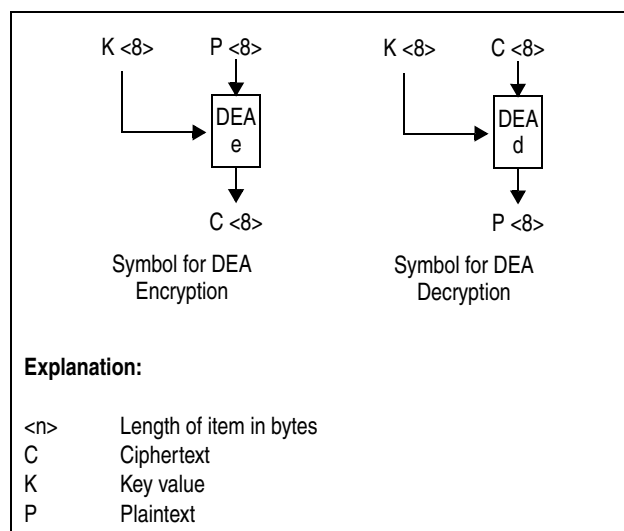 K <8> P <8> K <8> C <8>
DEA DEA
e d
C <8> P <8>
Symbol for DEA Symbol for DEA
Encryption Decryption
Explanation:
<n> Length of item in bytes
C Ciphertext
K Key value
P Plaintext